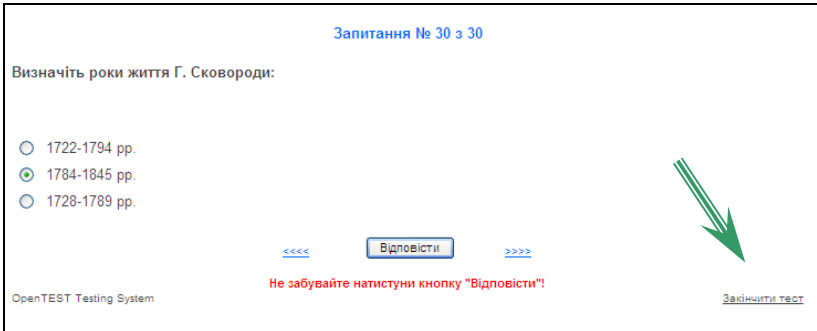 Запитання № 30 з 30
Визначіть роки життя Г. Сковороди:
1722-1794 рр.
1784-1845 рр.
1728-1789 рр.
<<<< Відповісти >>>>
Не забувайте натистуни кнопку "Відповісти"!
OpenTEST Testing System Закінчити тест